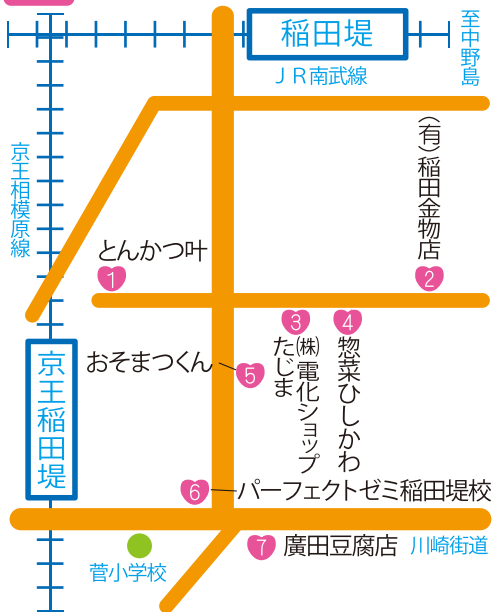 稲田堤
至中野島
JR南武線
(有)稲田金物店
京王相模原線
とんかつ叶
1
2
3
4
(株)電化ショップ
たじま
惣菜ひしかわ
京王稲田堤
おそまつくん
5
6
パーフェクトゼミ稲田堤校
7
廣田豆腐店
川崎街道
菅小学校